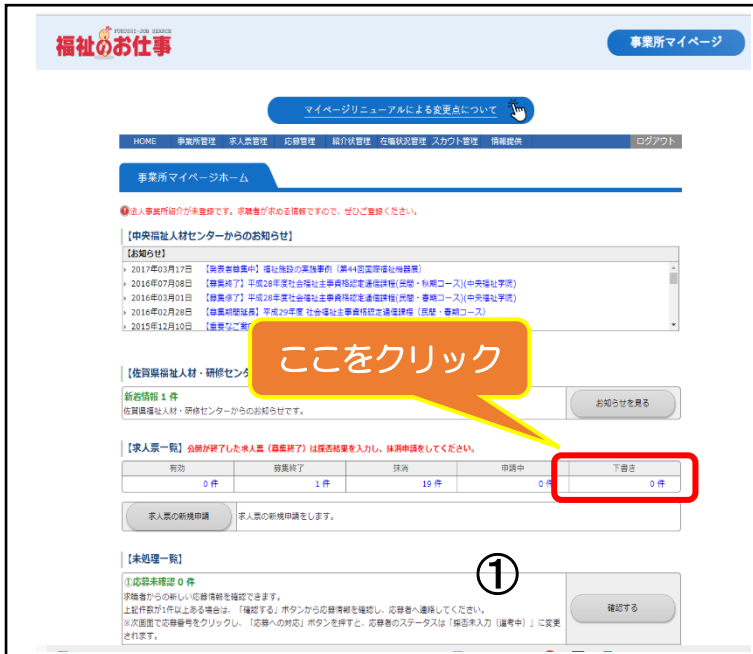 FUKUSHI-JOB SEARCH
福祉のお仕事
事業所マイページ
マイページリニューアルによる変更点について
HOME 事業所管理 求人票管理 応募管理 紹介状管理 在職状況管理 スカウト管理 情報提供 ログアウト
事業所マイページホーム
法人事業所紹介が未登録です。求職者が求める情報ですので、ぜひご登録ください。
【中央福祉人材センターからのお知らせ】
【お知らせ】
2017年03月17日 【発表者募集中】福祉施設の実践事例（第44回国際福祉機器展）
2016年07月08日 【募集終了】平成28年度社会福祉主事資格認定通信課程(民間・秋期コース)(中央福祉学院)
2016年03月01日 【募集修了】平成28年度社会福祉主事資格認定通信課程(民間・春期コース)(中央福祉学院)
2016年02月28日 【募集期間延長】平成29年度 社会福祉主事資格認定通信課程（民間・春期コース）
2015年12月10日 【重要なご案
ここをクリック
【佐賀県福祉人材・研修セン
新着情報 1 件
佐賀県福祉人材・研修センターからのお知らせです。
お知らせを見る
【求人票一覧】公開が終了した求人票（募集終了）は採否結果を入力し、抹消申請をしてください。
有効 募集終了 抹消 申請中 下書き
0 件 1 件 19 件 0 件 0 件
求人票の新規申請 求人票の新規申請をします。
【未処理一覧】
①
①応募未確認 0 件
求職者からの新しい応募情報を確認できます。
上記件数が1件以上ある場合は、「確認する」ボタンから応募情報を確認し、応募者へ連絡してください。
※次画面で応募番号をクリックし、「応募への対応」ボタンを押すと、応募者のステータスは「採否未入力（選考中）」に変更
されます。
確認する